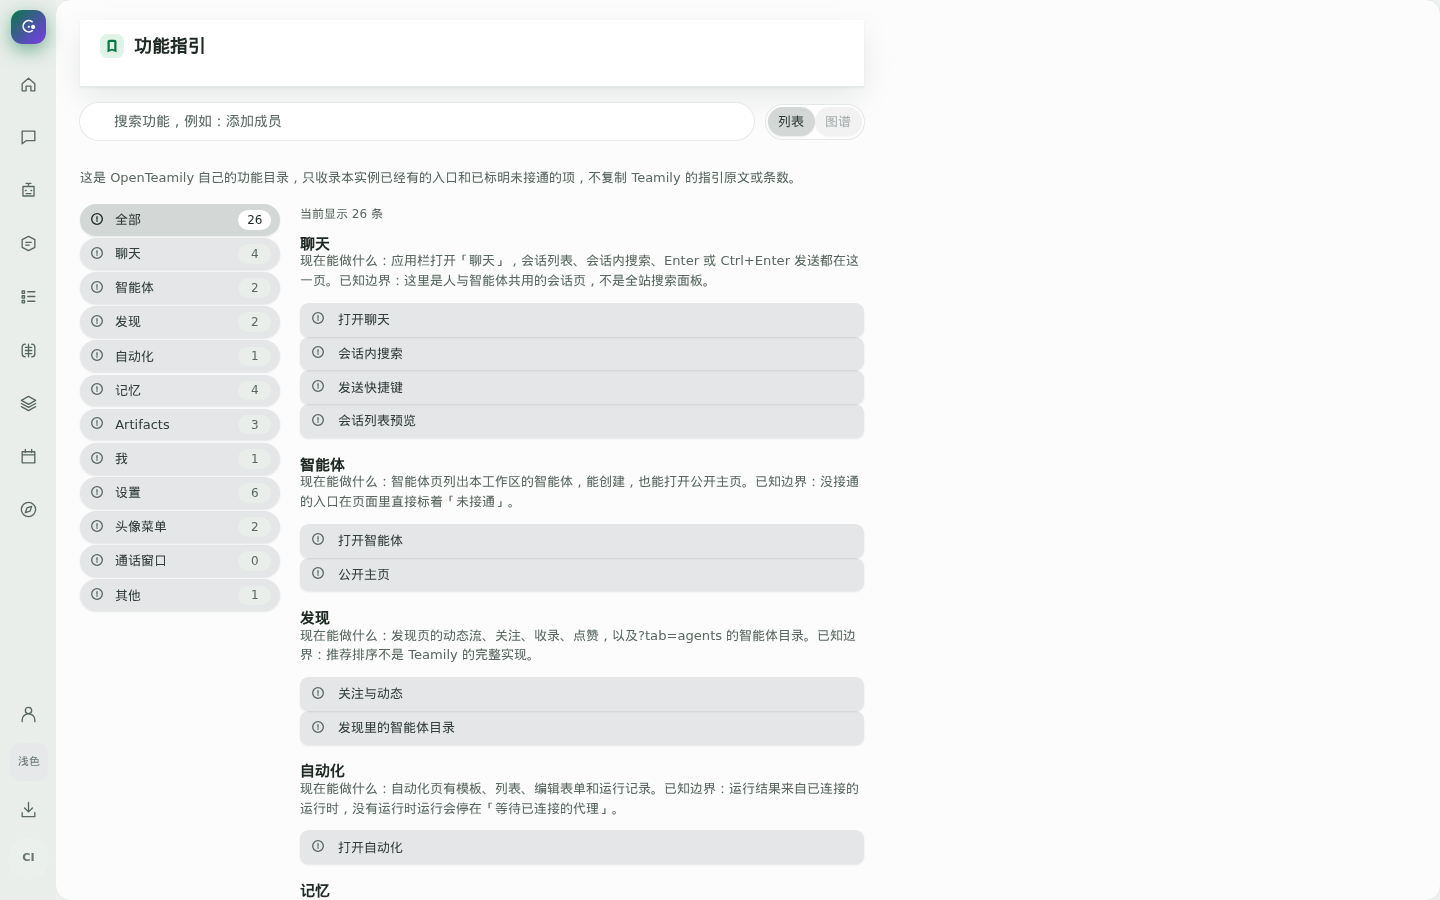 功能指引
搜索功能，例如：添加成员
列表
图谱
这是 OpenTeamily 自己的功能目录，只收录本实例已经有的入口和已标明未接通的项，不复制 Teamily 的指引原文或条数。
全部 26
聊天 4
智能体 2
发现 2
自动化 1
记忆 4
Artifacts 3
我 1
设置 6
头像菜单 2
通话窗口 0
其他 1
当前显示 26 条
聊天
现在能做什么：应用栏打开「聊天」，会话列表、会话内搜索、Enter 或 Ctrl+Enter 发送都在这
一页。已知边界：这里是人与智能体共用的会话页，不是全站搜索面板。
打开聊天
会话内搜索
发送快捷键
会话列表预览
智能体
现在能做什么：智能体页列出本工作区的智能体，能创建，也能打开公开主页。已知边界：没接通
的入口在页面里直接标着「未接通」。
打开智能体
公开主页
发现
现在能做什么：发现页的动态流、关注、收录、点赞，以及?tab=agents 的智能体目录。已知边
界：推荐排序不是 Teamily 的完整实现。
关注与动态
发现里的智能体目录
自动化
现在能做什么：自动化页有模板、列表、编辑表单和运行记录。已知边界：运行结果来自已连接的
运行时，没有运行时运行会停在「等待已连接的代理」。
打开自动化
记忆
浅色
CI